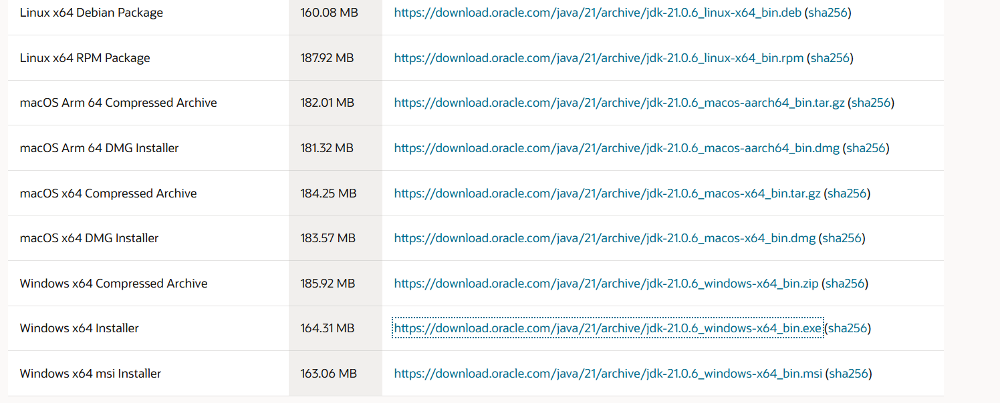 Linux x64 Debian Package 160.08 MB https://download.oracle.com/java/21/archive/jdk-21.0.6_linux-x64_bin.deb (sha256)
Linux x64 RPM Package 187.92 MB https://download.oracle.com/java/21/archive/jdk-21.0.6_linux-x64_bin.rpm (sha256)
macOS Arm 64 Compressed Archive 182.01 MB https://download.oracle.com/java/21/archive/jdk-21.0.6_macos-aarch64_bin.tar.gz (sha256)
macOS Arm 64 DMG Installer 181.32 MB https://download.oracle.com/java/21/archive/jdk-21.0.6_macos-aarch64_bin.dmg (sha256)
macOS x64 Compressed Archive 184.25 MB https://download.oracle.com/java/21/archive/jdk-21.0.6_macos-x64_bin.tar.gz (sha256)
macOS x64 DMG Installer 183.57 MB https://download.oracle.com/java/21/archive/jdk-21.0.6_macos-x64_bin.dmg (sha256)
Windows x64 Compressed Archive 185.92 MB https://download.oracle.com/java/21/archive/jdk-21.0.6_windows-x64_bin.zip (sha256)
Windows x64 Installer 164.31 MB https://download.oracle.com/java/21/archive/jdk-21.0.6_windows-x64_bin.exe (sha256)
Windows x64 msi Installer 163.06 MB https://download.oracle.com/java/21/archive/jdk-21.0.6_windows-x64_bin.msi (sha256)